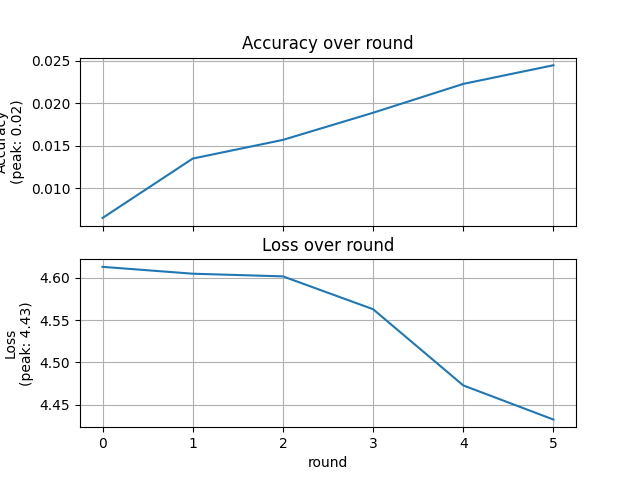 Accuracy over round
0.025
0.020
0.015
0.010
Accuracy
(peak: 0.02)
Loss over round
4.60
4.55
4.50
4.45
Loss
(peak: 4.43)
0 1 2 3 4 5
round